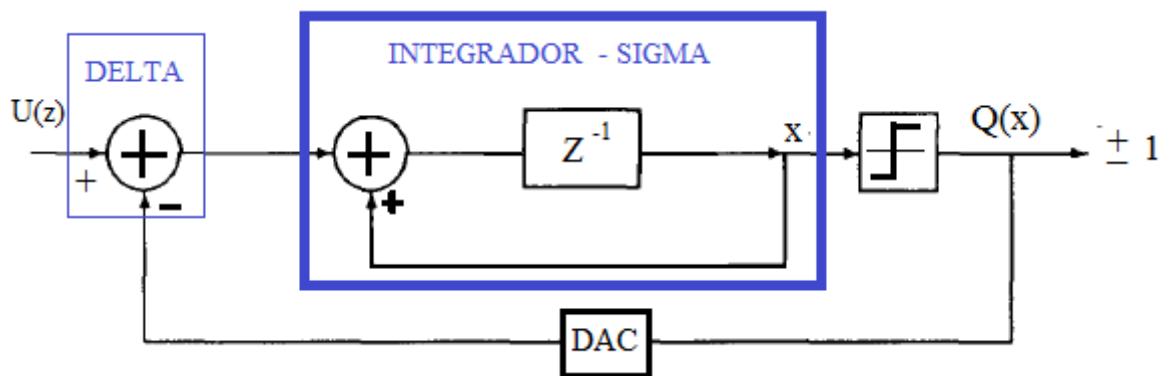 INTEGRADOR - SIGMA
DELTA
U(z)
+
+
−
+
+
Z⁻¹
x
Q(x)
± 1
DAC